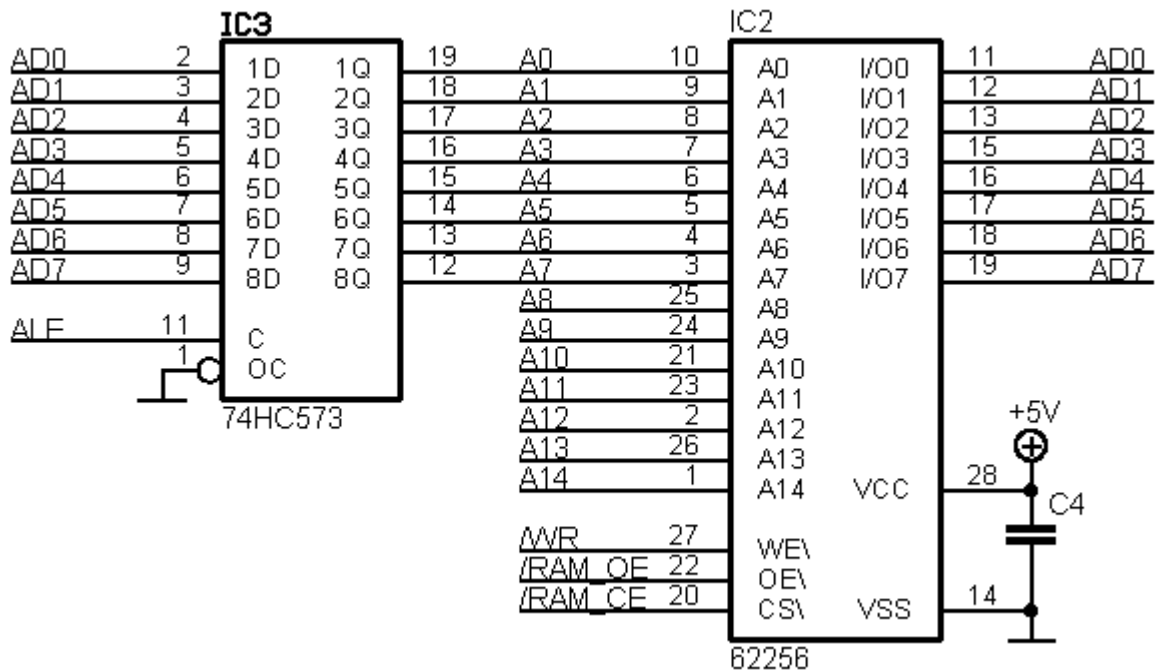 IC3 IC2
AD0 2 1D 1Q 19 A0 10 A0 I/O0 11 AD0
AD1 3 2D 2Q 18 A1 9 A1 I/O1 12 AD1
AD2 4 3D 3Q 17 A2 8 A2 I/O2 13 AD2
AD3 5 4D 4Q 16 A3 7 A3 I/O3 15 AD3
AD4 6 5D 5Q 15 A4 6 A4 I/O4 16 AD4
AD5 7 6D 6Q 14 A5 5 A5 I/O5 17 AD5
AD6 8 7D 7Q 13 A6 4 A6 I/O6 18 AD6
AD7 9 8D 8Q 12 A7 3 A7 I/O7 19 AD7
A8 25 A8
ALE 11 C A9 24 A9
1 OC A10 21 A10
A11 23 A11
74HC573 A12 2 A12 +5V
A13 26 A13
A14 1 A14 VCC 28 C4
/WR 27 WE\
/RAM_OE 22 OE\
/RAM_CE 20 CS\ VSS 14
62256